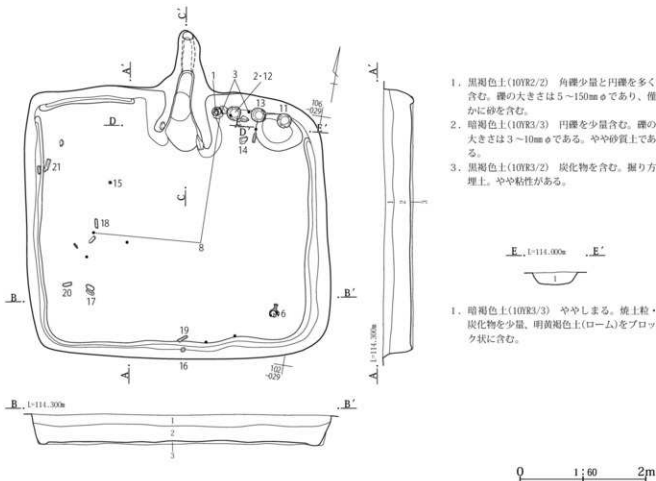 C'
A'
A'
1
3
2・12
13
11
106
-029
D
D'
E'
14
21
15
C
18
8
20
17
6
B
B'
19
16
A
102
-029
A
L=114.300m
1
2
3
B L=114.300m B'
1
2
3
1. 黒褐色土(10YR2/2) 角礫少量と円礫を多く
含む。礫の大きさは5~150㎜φであり、僅
かに砂を含む。
2. 暗褐色土(10YR3/3) 円礫を少量含む。礫の
大きさは3~10㎜φである。やや砂質土であ
る。
3. 黒褐色土(10YR3/2) 炭化物を含む。掘り方
埋土。やや粘性がある。
E L=114.000m E'
1
1. 暗褐色土(10YR3/3) ややしまる。焼土粒・
炭化物を少量、明黄褐色土(ローム)をブロッ
ク状に含む。
0 1:60 2m